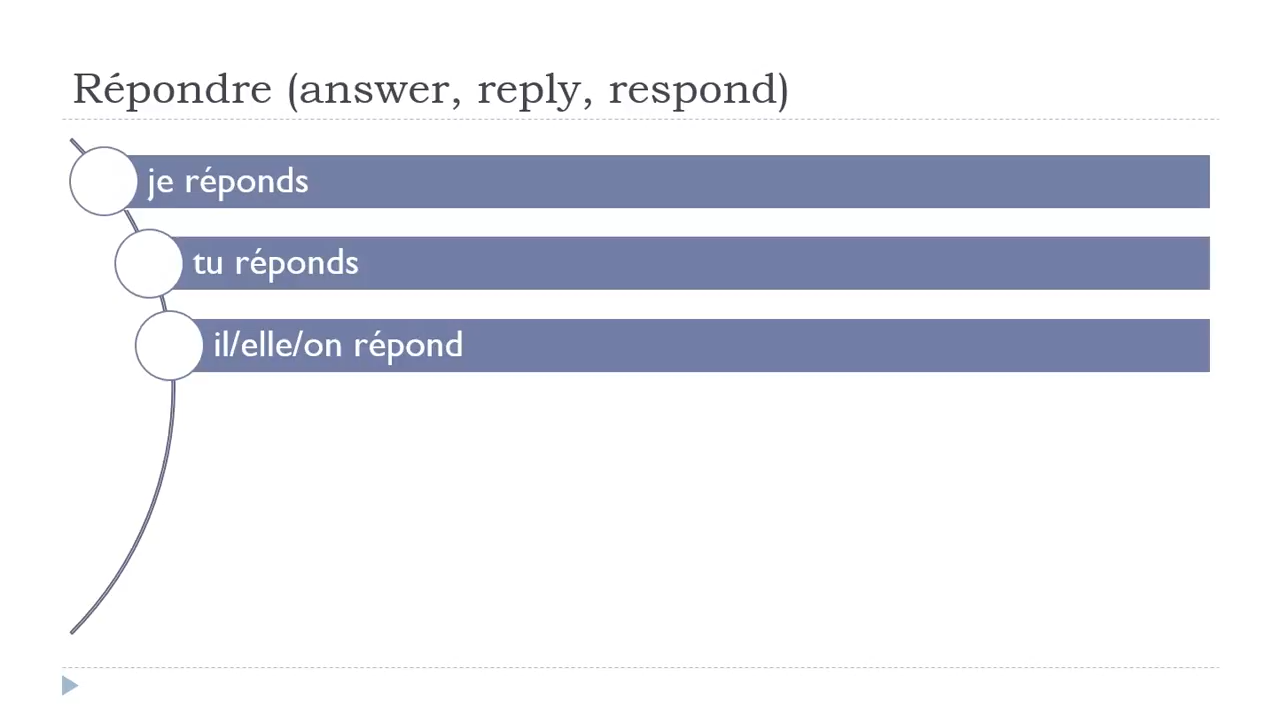 Répondre (answer, reply, respond)
je réponds
tu réponds
il/elle/on répond